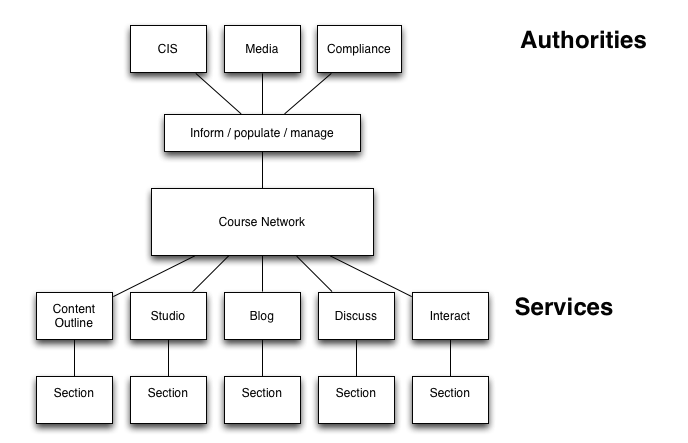 CIS
Media
Compliance
Authorities
Inform / populate / manage
Course Network
Content
Outline
Studio
Blog
Discuss
Interact
Services
Section
Section
Section
Section
Section